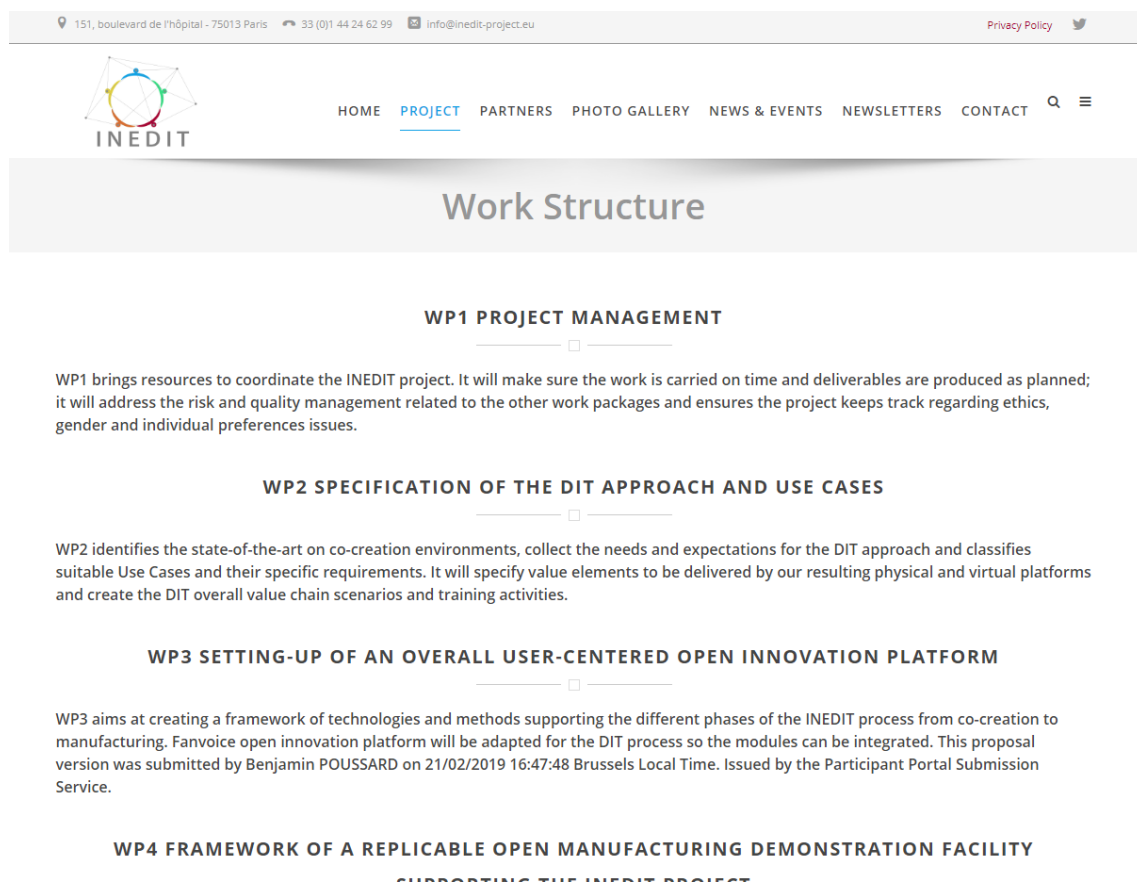 151, boulevard de l'hôpital - 75013 Paris 33 (0)1 44 24 62 99 info@inedit-project.eu Privacy Policy
INEDIT
HOME PROJECT PARTNERS PHOTO GALLERY NEWS & EVENTS NEWSLETTERS CONTACT
Work Structure
WP1 PROJECT MANAGEMENT
WP1 brings resources to coordinate the INEDIT project. It will make sure the work is carried on time and deliverables are produced as planned;
it will address the risk and quality management related to the other work packages and ensures the project keeps track regarding ethics,
gender and individual preferences issues.
WP2 SPECIFICATION OF THE DIT APPROACH AND USE CASES
WP2 identifies the state-of-the-art on co-creation environments, collect the needs and expectations for the DIT approach and classifies
suitable Use Cases and their specific requirements. It will specify value elements to be delivered by our resulting physical and virtual platforms
and create the DIT overall value chain scenarios and training activities.
WP3 SETTING-UP OF AN OVERALL USER-CENTERED OPEN INNOVATION PLATFORM
WP3 aims at creating a framework of technologies and methods supporting the different phases of the INEDIT process from co-creation to
manufacturing. Fanvoice open innovation platform will be adapted for the DIT process so the modules can be integrated. This proposal
version was submitted by Benjamin POUSSARD on 21/02/2019 16:47:48 Brussels Local Time. Issued by the Participant Portal Submission
Service.
WP4 FRAMEWORK OF A REPLICABLE OPEN MANUFACTURING DEMONSTRATION FACILITY
SUPPORTING THE INEDIT PROJECT